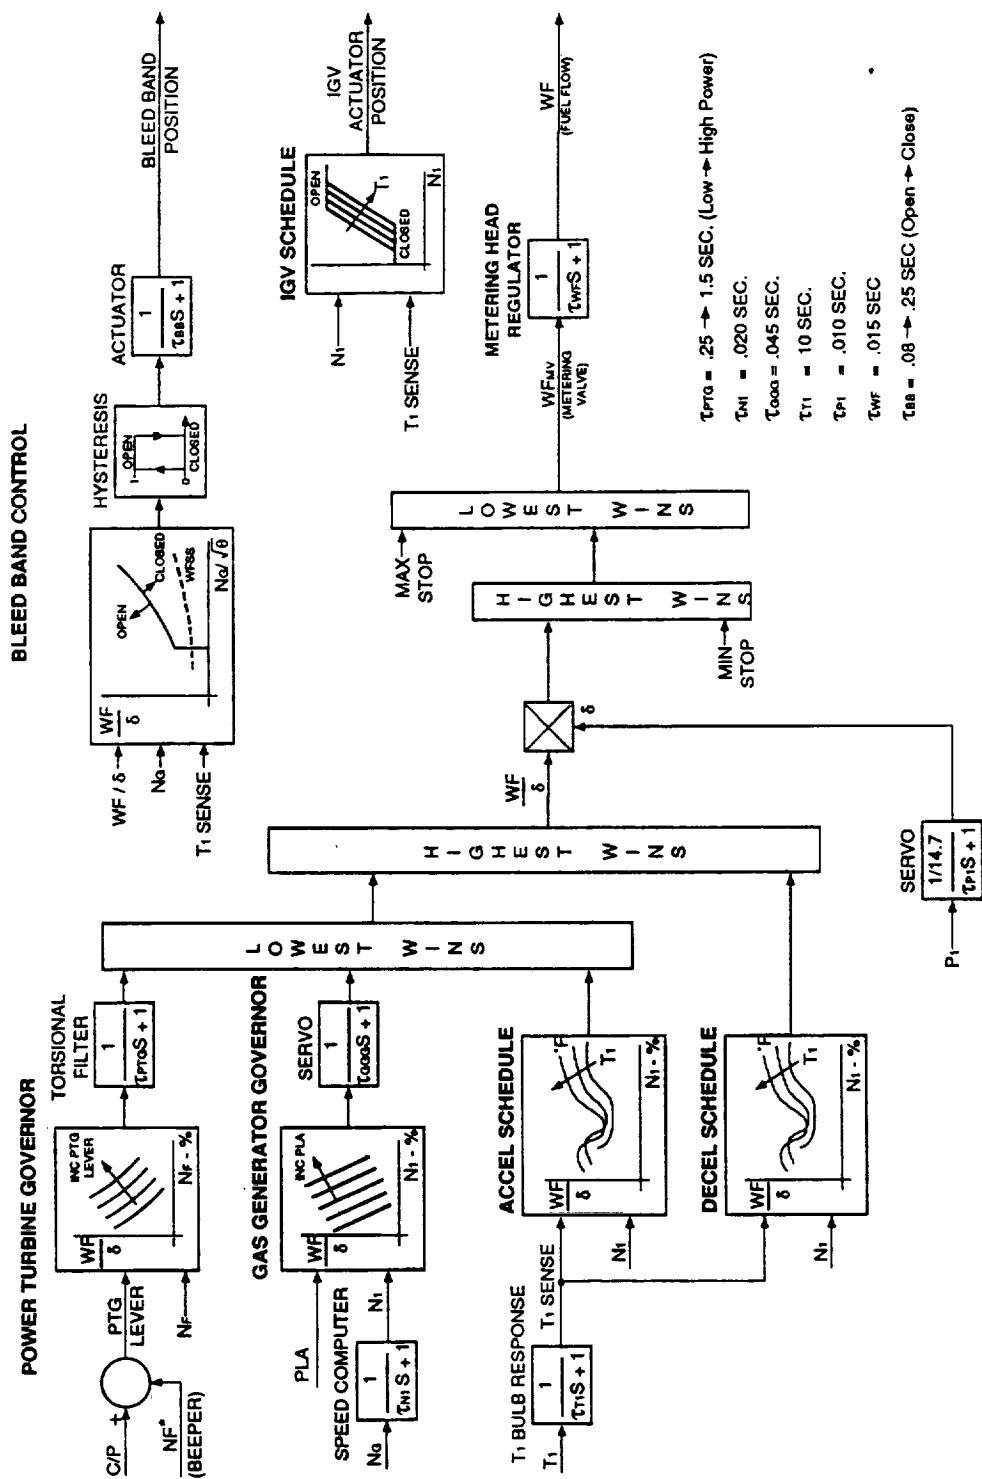 BLEED BAND CONTROL
WF / δ
NG
T1 SENSE
WF
δ
OPEN
CLOSED
WFSS
NG/√θ
HYSTERESIS
1
OPEN
0
CLOSED
ACTUATOR
1
τBBS + 1
BLEED BAND
POSITION
IGV SCHEDULE
N1
T1 SENSE
OPEN
CLOSED
T1
N1
IGV
ACTUATOR
POSITION
POWER TURBINE GOVERNOR
C/P
+
NF*
(BEEPER)
PTG
LEVER
NF
WF
δ
INC PTG
LEVER
NF - %
TORSIONAL
FILTER
1
τPTGS + 1
GAS GENERATOR GOVERNOR
PLA
SPEED COMPUTER
NG
1
τN1S + 1
N1
WF
δ
INC PLA
N1 - %
SERVO
1
τGGGS + 1
LOWEST WINS
T1 BULB RESPONSE
T1
1
τT1S + 1
T1 SENSE
ACCEL SCHEDULE
WF
δ
°F
T1
N1 - %
N1
DECEL SCHEDULE
WF
δ
°F
T1
N1 - %
N1
HIGHEST WINS
WF
δ
δ
P1
SERVO
1/14.7
τP1S + 1
HIGHEST WINS
MIN
STOP
LOWEST WINS
MAX
STOP
WFMV
(METERING
VALVE)
METERING HEAD
REGULATOR
1
τWFS + 1
WF
(FUEL FLOW)
τPTG = .25 → 1.5 SEC. (Low → High Power)
τN1 = .020 SEC.
τGGG = .045 SEC.
τT1 = 10 SEC.
τP1 = .010 SEC.
τWF = .015 SEC
τBB = .08 → .25 SEC (Open → Close)